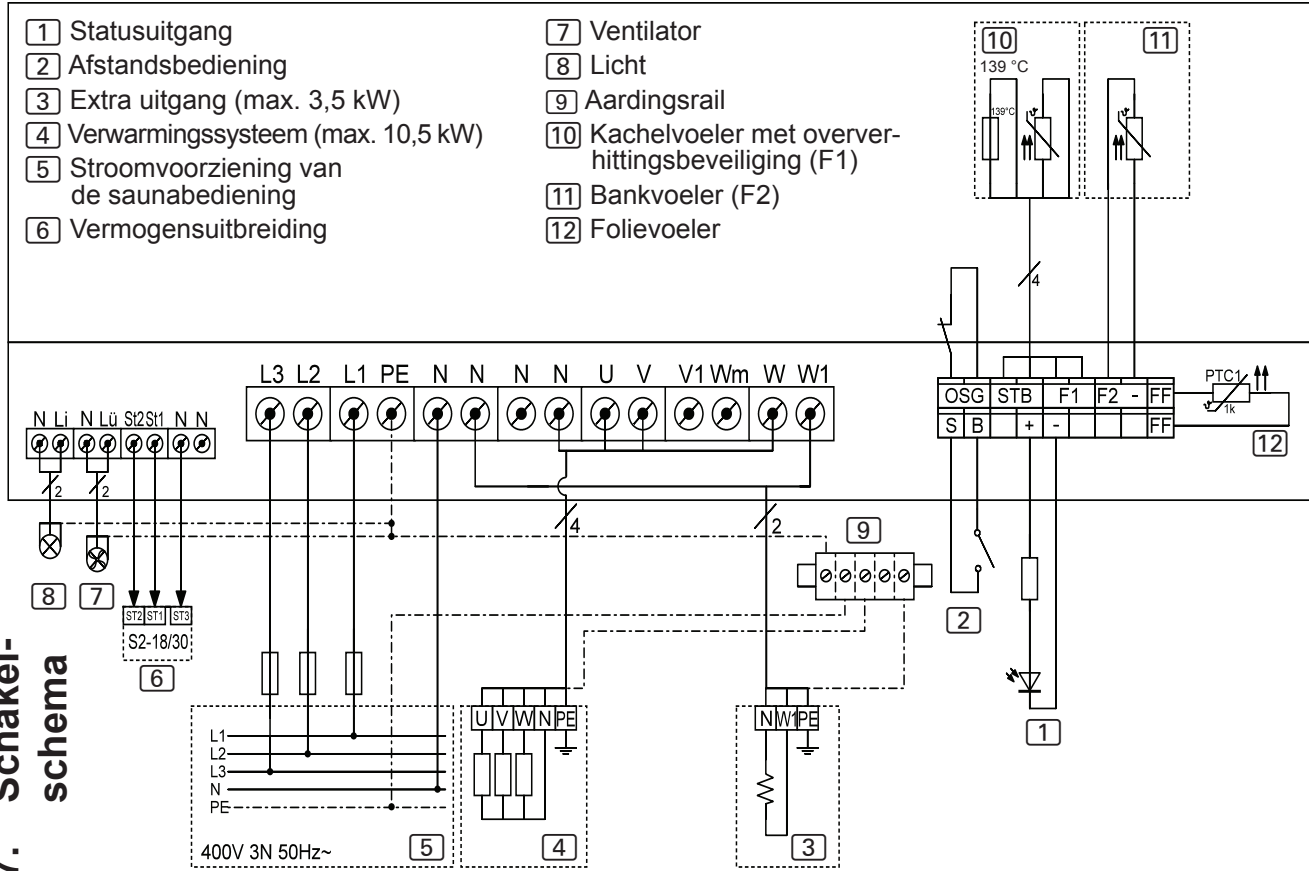 1 Statusuitgang
2 Afstandsbediening
3 Extra uitgang (max. 3,5 kW)
4 Verwarmingssysteem (max. 10,5 kW)
5 Stroomvoorziening van
de saunabediening
6 Vermogensuitbreiding
7 Ventilator
8 Licht
9 Aardingsrail
10 Kachelvoeler met overver-
hittingsbeveiliging (F1)
11 Bankvoeler (F2)
12 Folievoeler
10
139 °C
139°C
ϑ
11
ϑ
4
L3 L2 L1 PE N N N N U V V1 Wm W W1
N Li N Lü St2 St1 N N
2 2
OSG STB F1 F2 - FF
S B + - FF
PTC1
ϑ 1k
12
4 2
9
8 7
ST2 ST1 ST3
S2-18/30
6
2
1
U V W N PE
N W1 PE
L1
L2
L3
N
PE
400V 3N 50Hz~ 5
4
3
7. Schakel-
schema